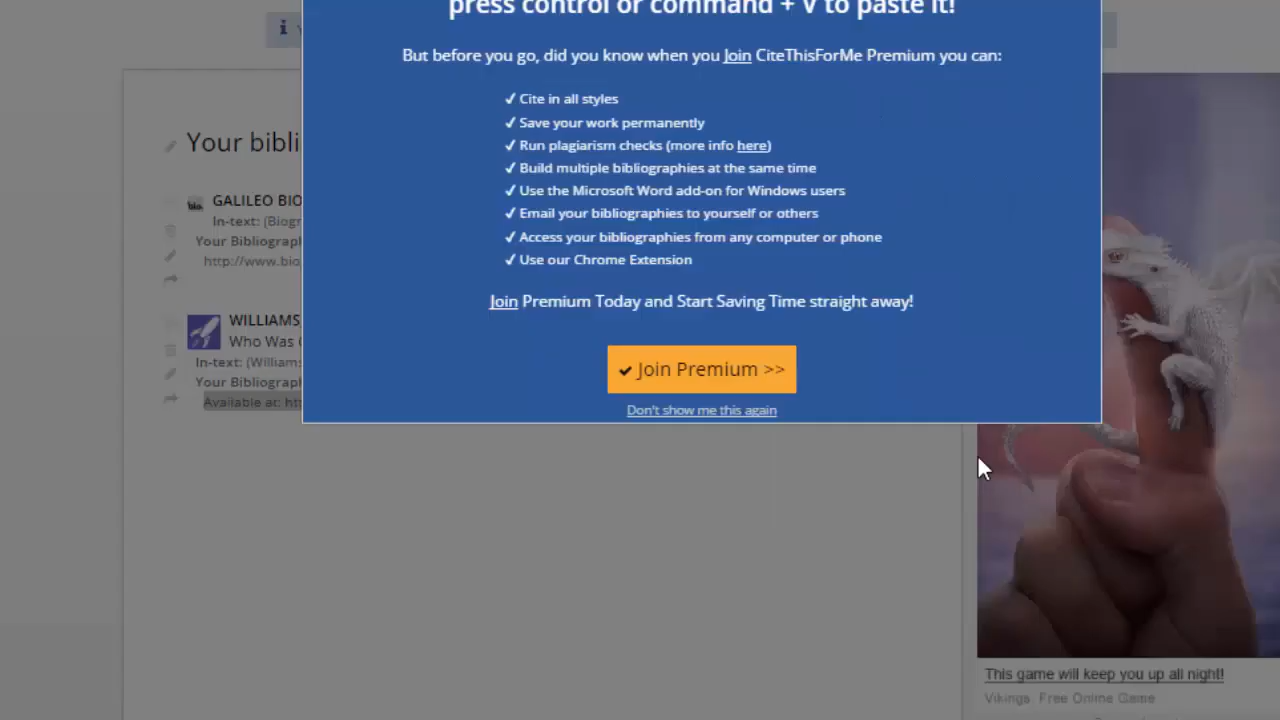 press control or command + V to paste it!
But before you go, did you know when you Join CiteThisForMe Premium you can:
✓ Cite in all styles
✓ Save your work permanently
✓ Run plagiarism checks (more info here)
✓ Build multiple bibliographies at the same time
✓ Use the Microsoft Word add-on for Windows users
✓ Email your bibliographies to yourself or others
✓ Access your bibliographies from any computer or phone
✓ Use our Chrome Extension
Join Premium Today and Start Saving Time straight away!
✓ Join Premium >>
Don't show me this again
Your bibli
GALILEO BIO
In-text: (Biogr
Your Bibliograph
http://www.bio
WILLIAMS
Who Was
In-text: (Williams
Your Bibliograph
Available at: htt
This game will keep you up all night!
Vikings: Free Online Game